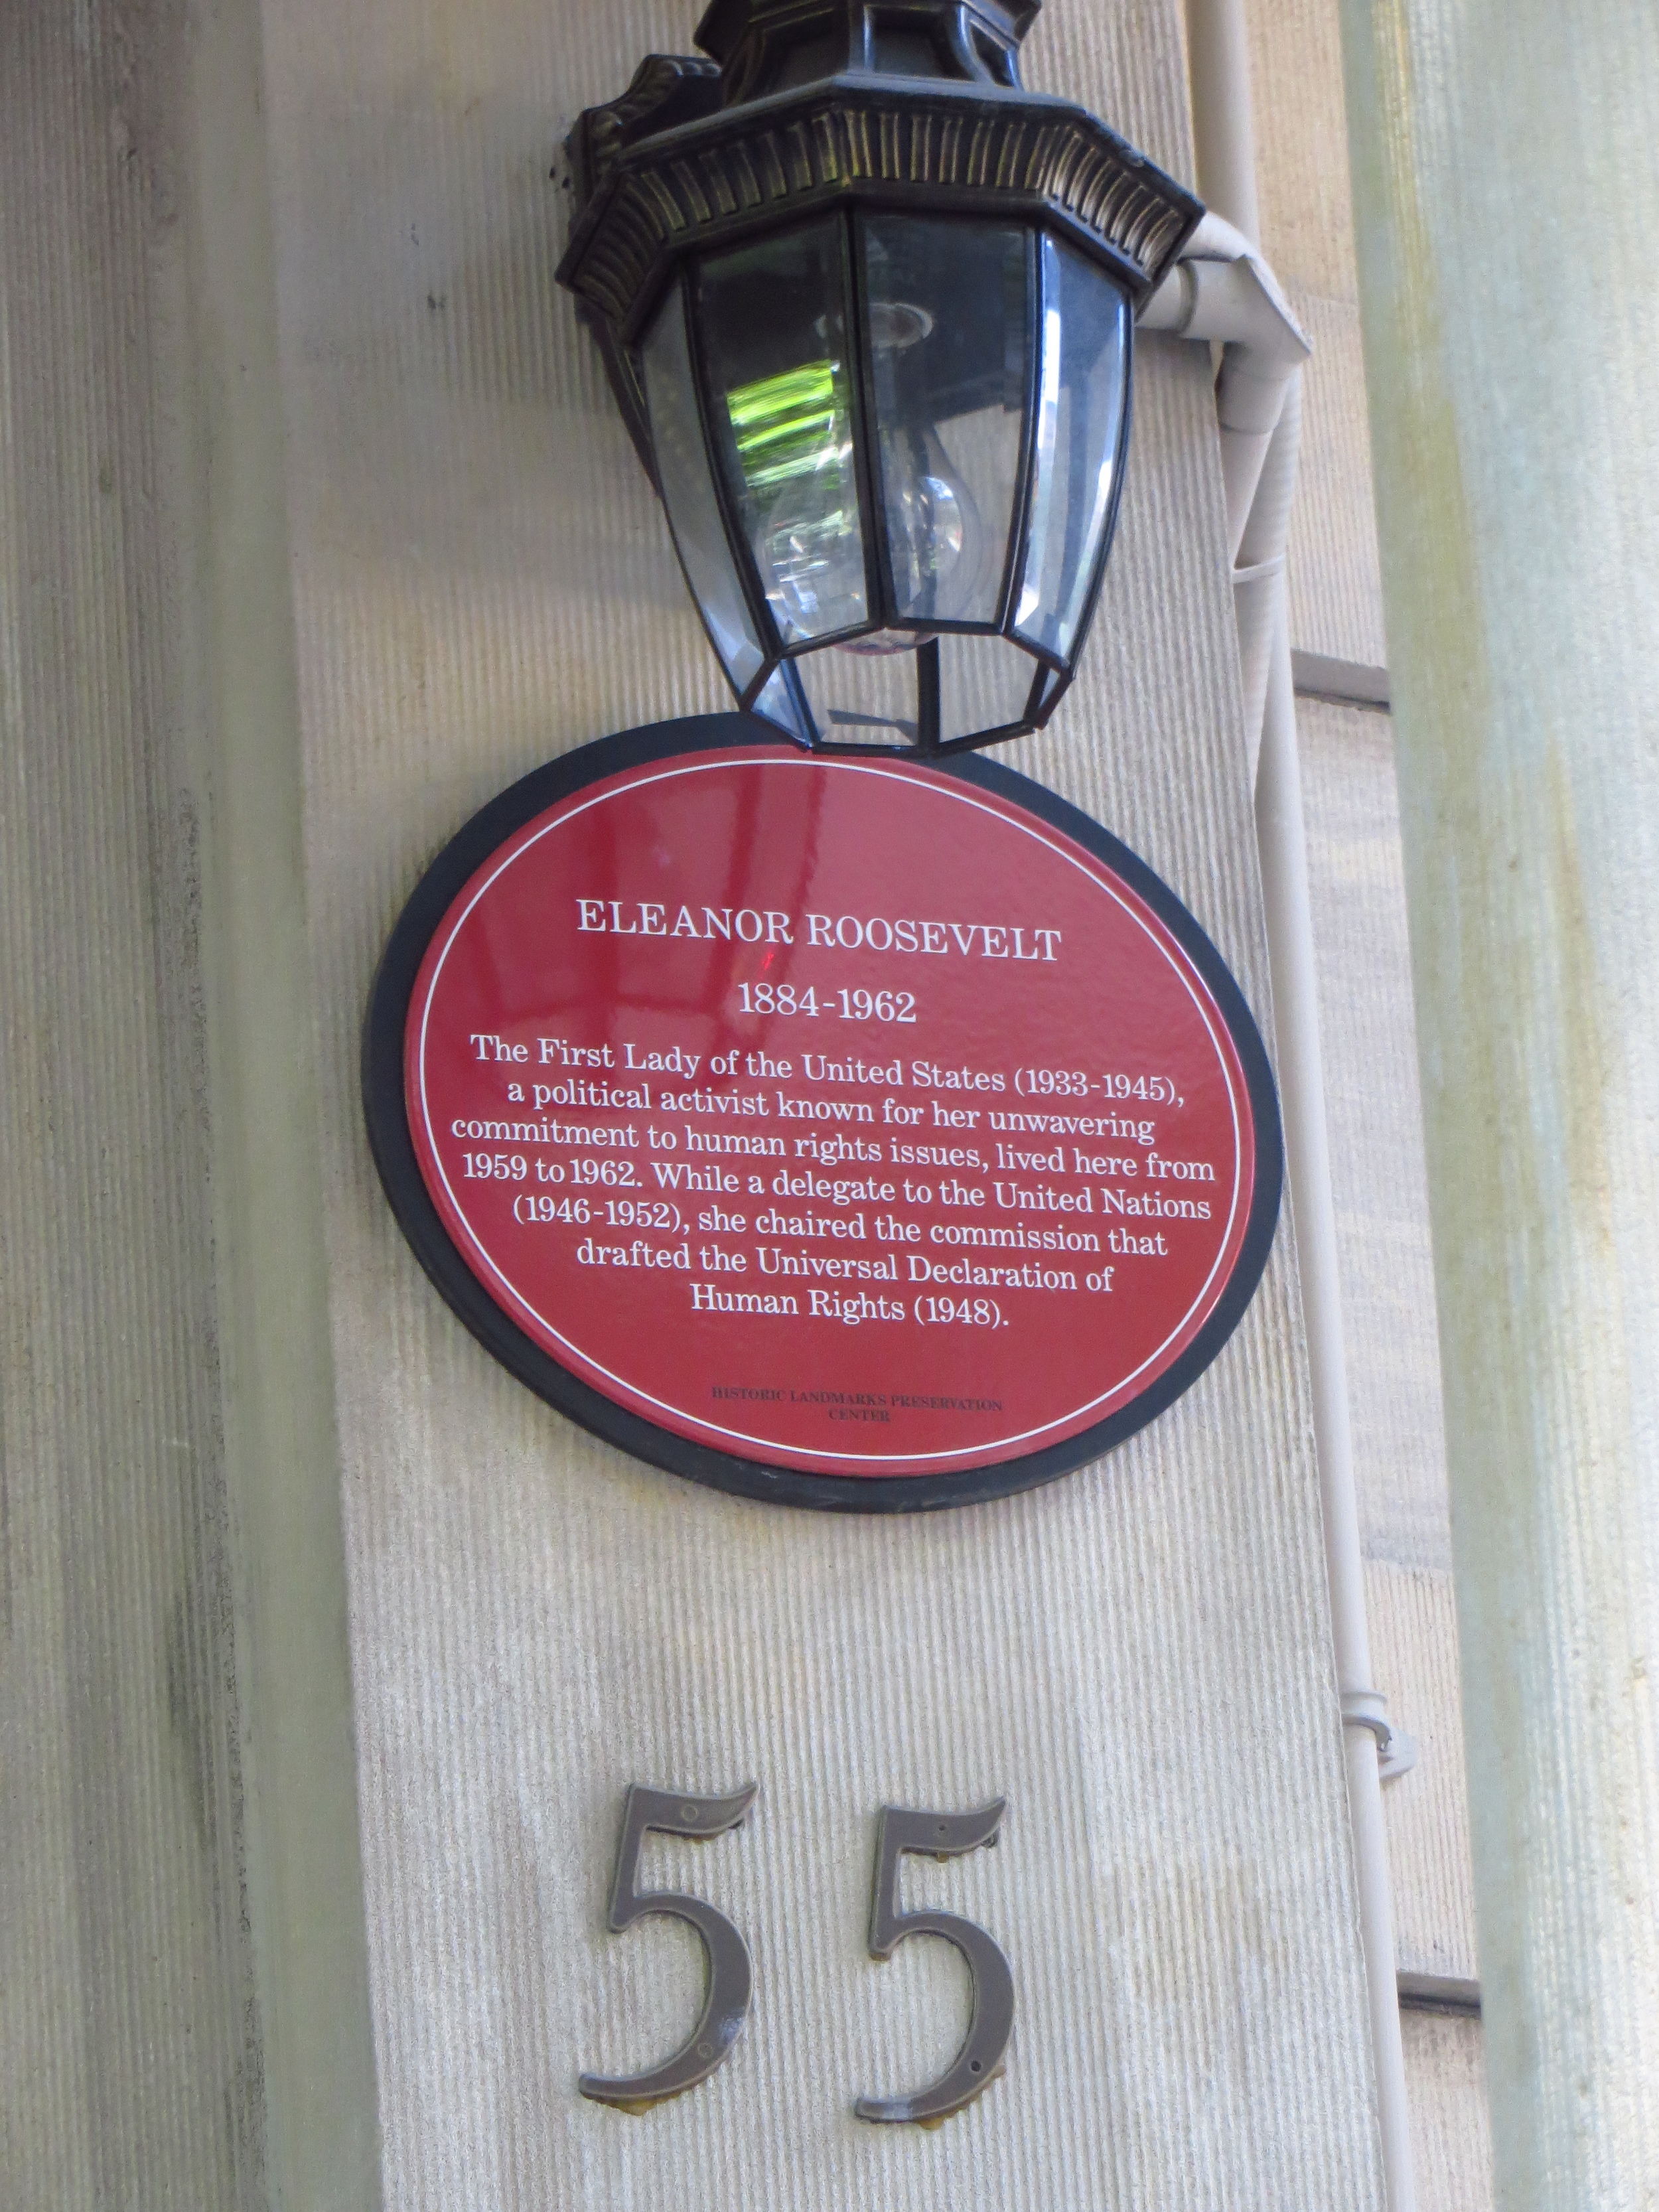 ELEANOR ROOSEVELT
1884-1962
The First Lady of the United States (1933-1945),
a political activist known for her unwavering
commitment to human rights issues, lived here from
1959 to 1962. While a delegate to the United Nations
(1946-1952), she chaired the commission that
drafted the Universal Declaration of
Human Rights (1948).
HISTORIC LANDMARKS PRESERVATION
CENTER
55